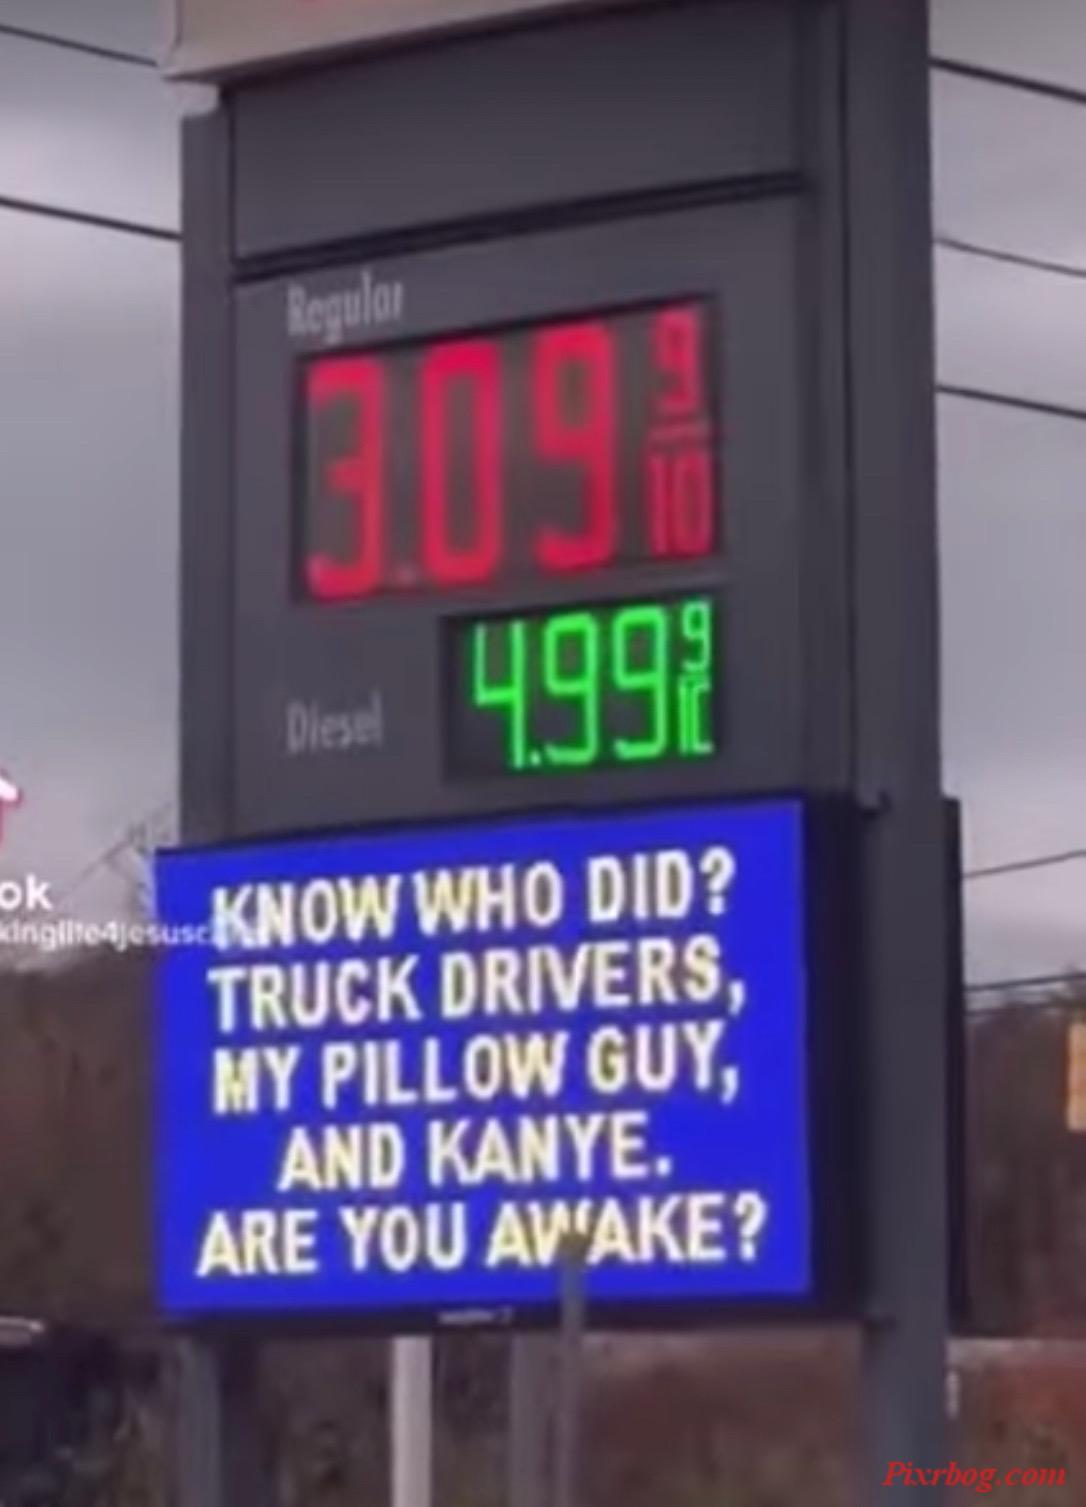 Regular
3.09 9/10
4.99 9/10
Diesel
KNOW WHO DID?
TRUCK DRIVERS,
MY PILLOW GUY,
AND KANYE.
ARE YOU AWAKE?
ok
Pixrbog.com